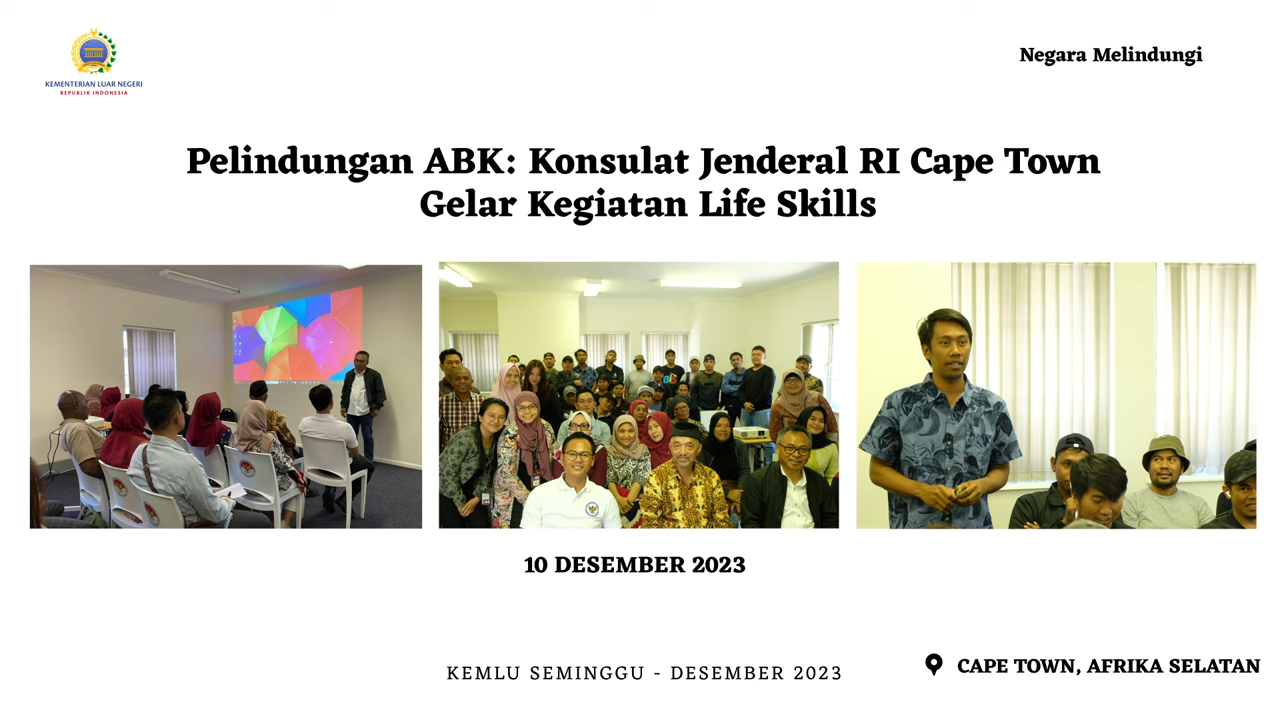 KEMENTERIAN LUAR NEGERI
REPUBLIK INDONESIA
Negara Melindungi
Pelindungan ABK: Konsulat Jenderal RI Cape Town
Gelar Kegiatan Life Skills
10 DESEMBER 2023
KEMLU SEMINGGU - DESEMBER 2023
CAPE TOWN, AFRIKA SELATAN